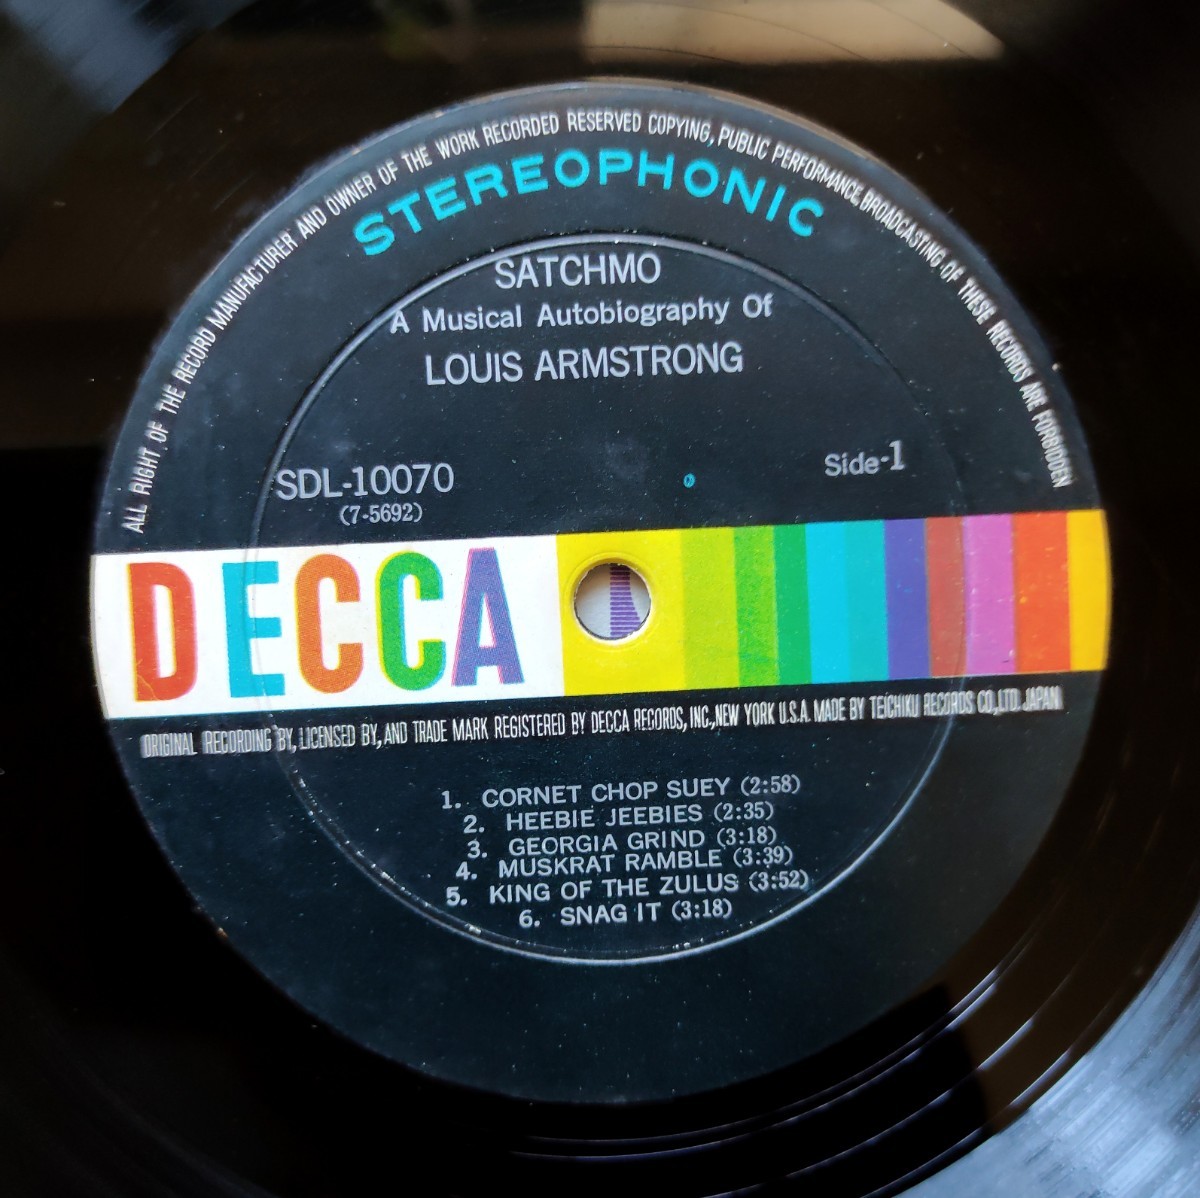 ALL RIGHT OF THE RECORD MANUFACTURER AND OWNER OF THE WORK RECORDED RESERVED COPYING, PUBLIC PERFORMANCE, BROADCASTING OF THESE RECORDS ARE FORBIDDEN
STEREOPHONIC
SATCHMO
A Musical Autobiography Of
LOUIS ARMSTRONG
SDL-10070
Side-1
(7-5692)
DECCA
ORIGINAL RECORDING BY, LICENSED BY, AND TRADE MARK REGISTERED BY DECCA RECORDS, INC., NEW YORK U.S.A. MADE BY TEICHIKU RECORDS CO., LTD. JAPAN
1. CORNET CHOP SUEY (2:58)
2. HEEBIE JEEBIES (2:35)
3. GEORGIA GRIND (3:18)
4. MUSKRAT RAMBLE (3:39)
5. KING OF THE ZULUS (3:52)
6. SNAG IT (3:18)